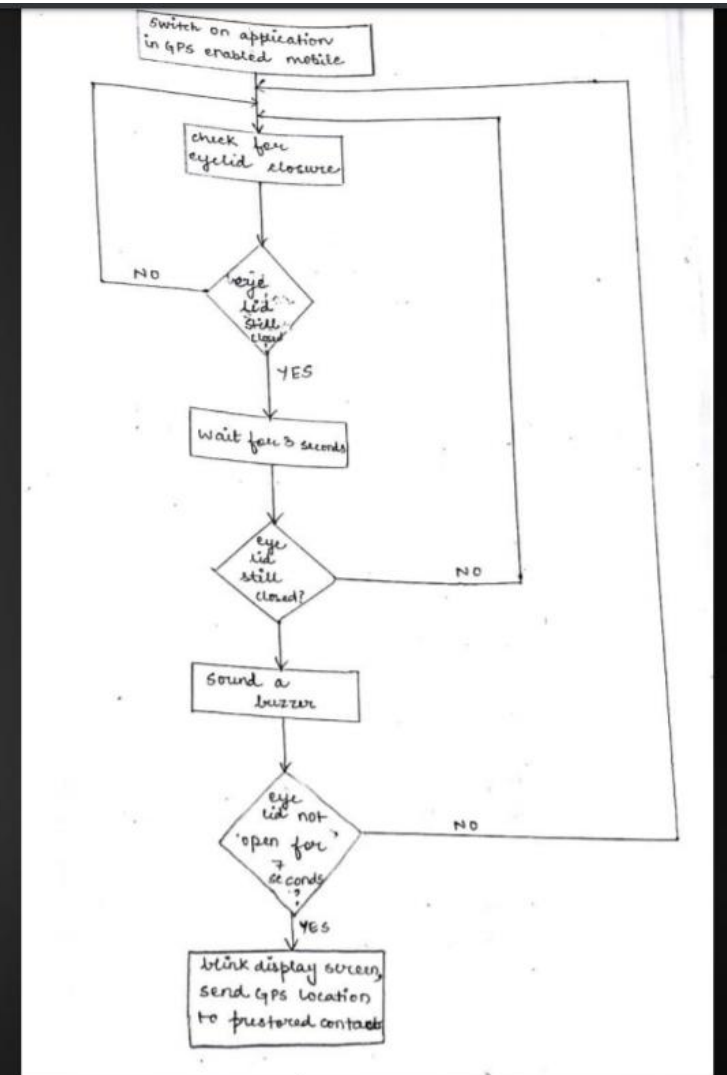 Switch on application
in GPS enabled mobile
check for
eyelid closure
NO
eye
lid
still
closed
YES
Wait for 3 seconds
eye
lid
still
closed?
NO
Sound a
buzzer
eye
lid not
open for
7
seconds
?
NO
YES
blink display screen,
send GPS location
to prestored contacts